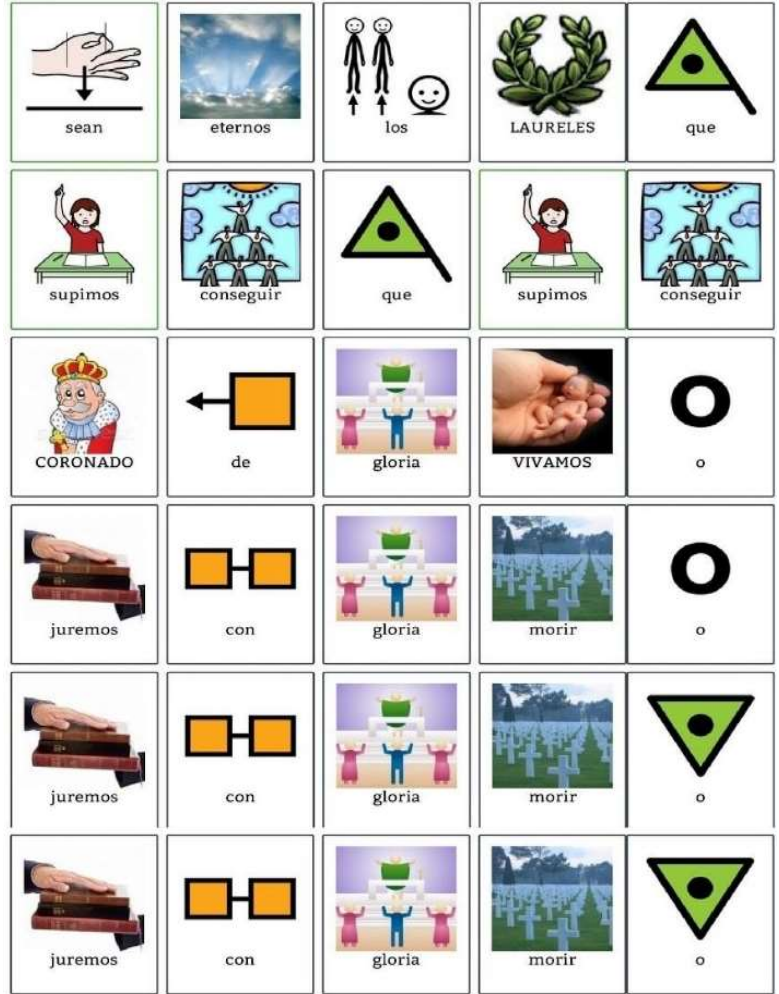 sean eternos los LAURELES que
supimos conseguir que supimos conseguir
CORONADO de gloria VIVAMOS o
o
juremos con gloria morir o
o
juremos con gloria morir o
juremos con gloria morir o